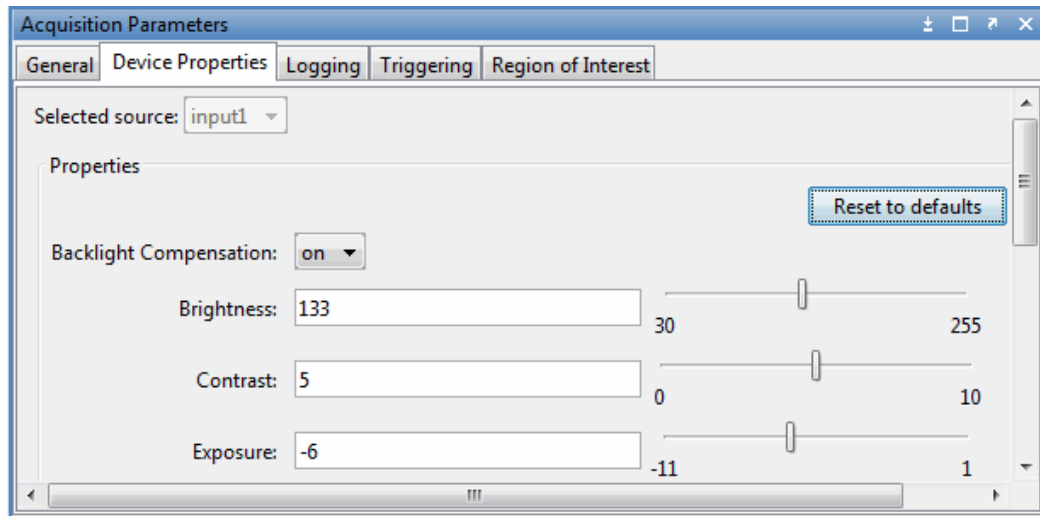 Acquisition Parameters
General Device Properties Logging Triggering Region of Interest
Selected source: input1
Properties
Reset to defaults
Backlight Compensation: on
Brightness: 133
30 255
Contrast: 5
0 10
Exposure: -6
-11 1